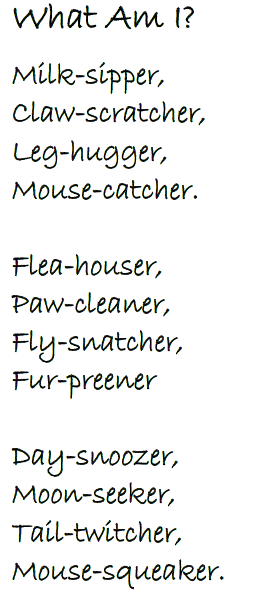 What Am I?
Milk-sipper,
Claw-scratcher,
Leg-hugger,
Mouse-catcher.
Flea-houser,
Paw-cleaner,
Fly-snatcher,
Fur-preener
Day-snoozer,
Moon-seeker,
Tail-twitcher,
Mouse-squeaker.